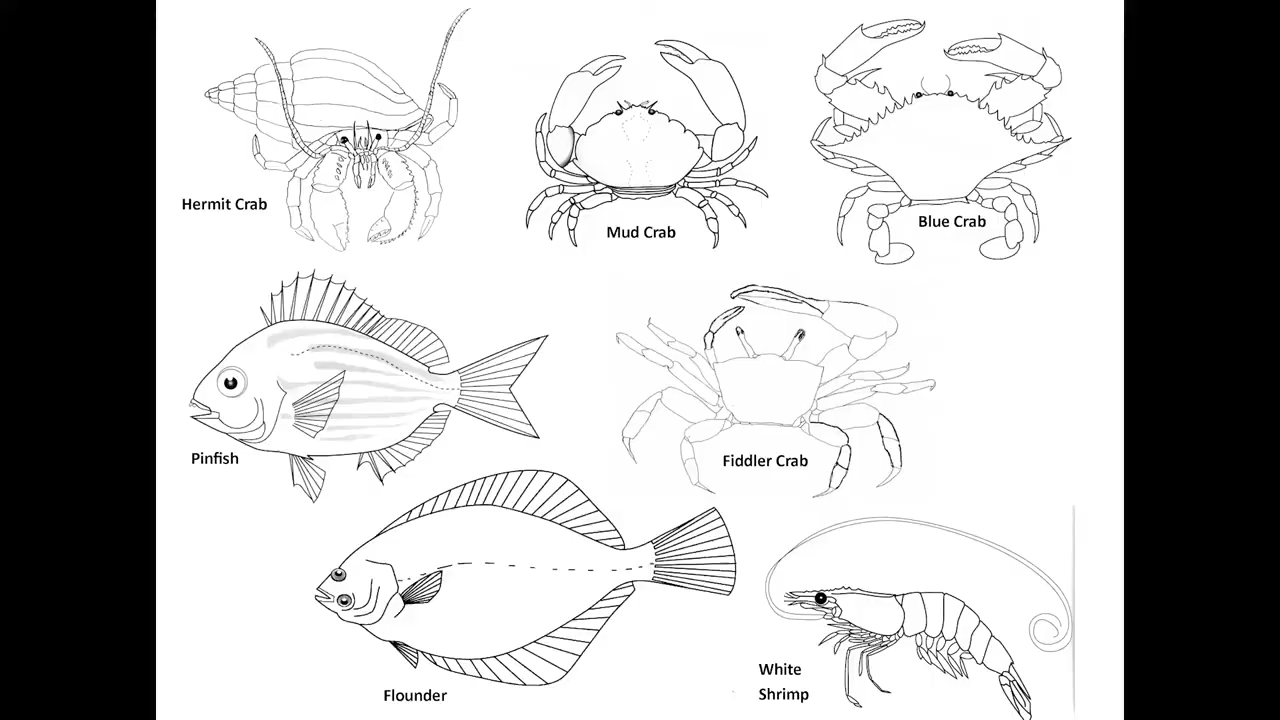 Hermit Crab
Mud Crab
Blue Crab
Pinfish
Fiddler Crab
Flounder
White
Shrimp